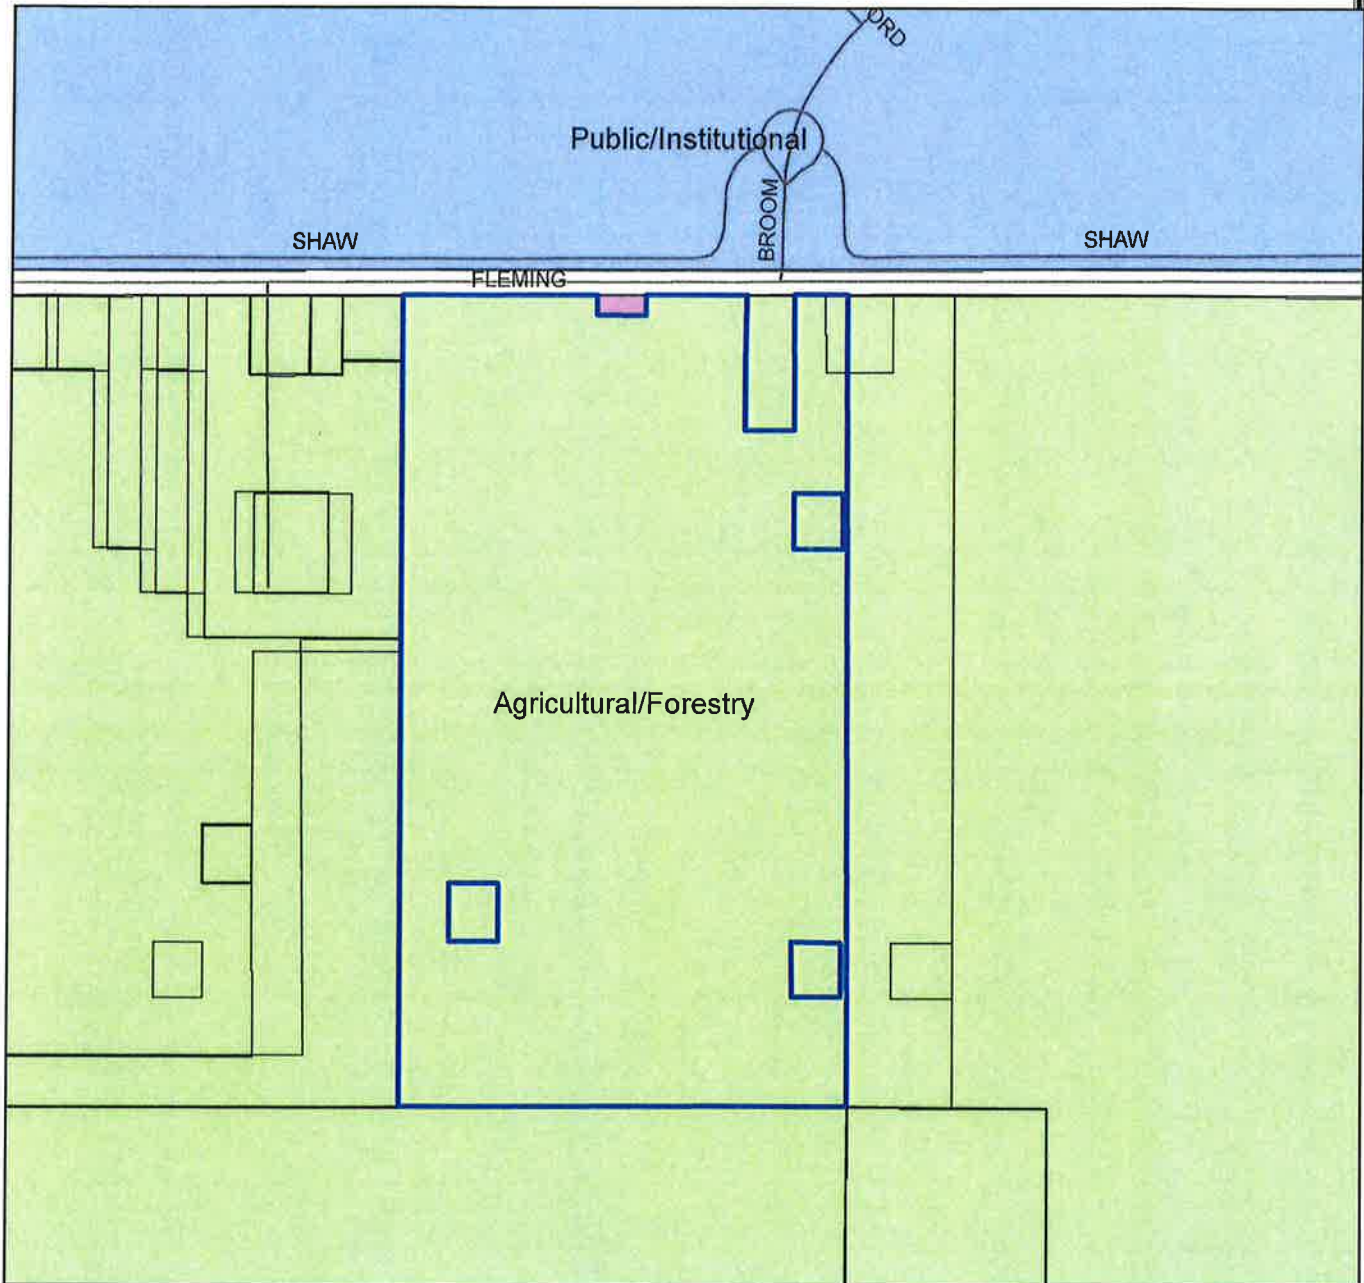 ORD
Public/Institutional
BROOM
SHAW
SHAW
FLEMING
Agricultural/Forestry